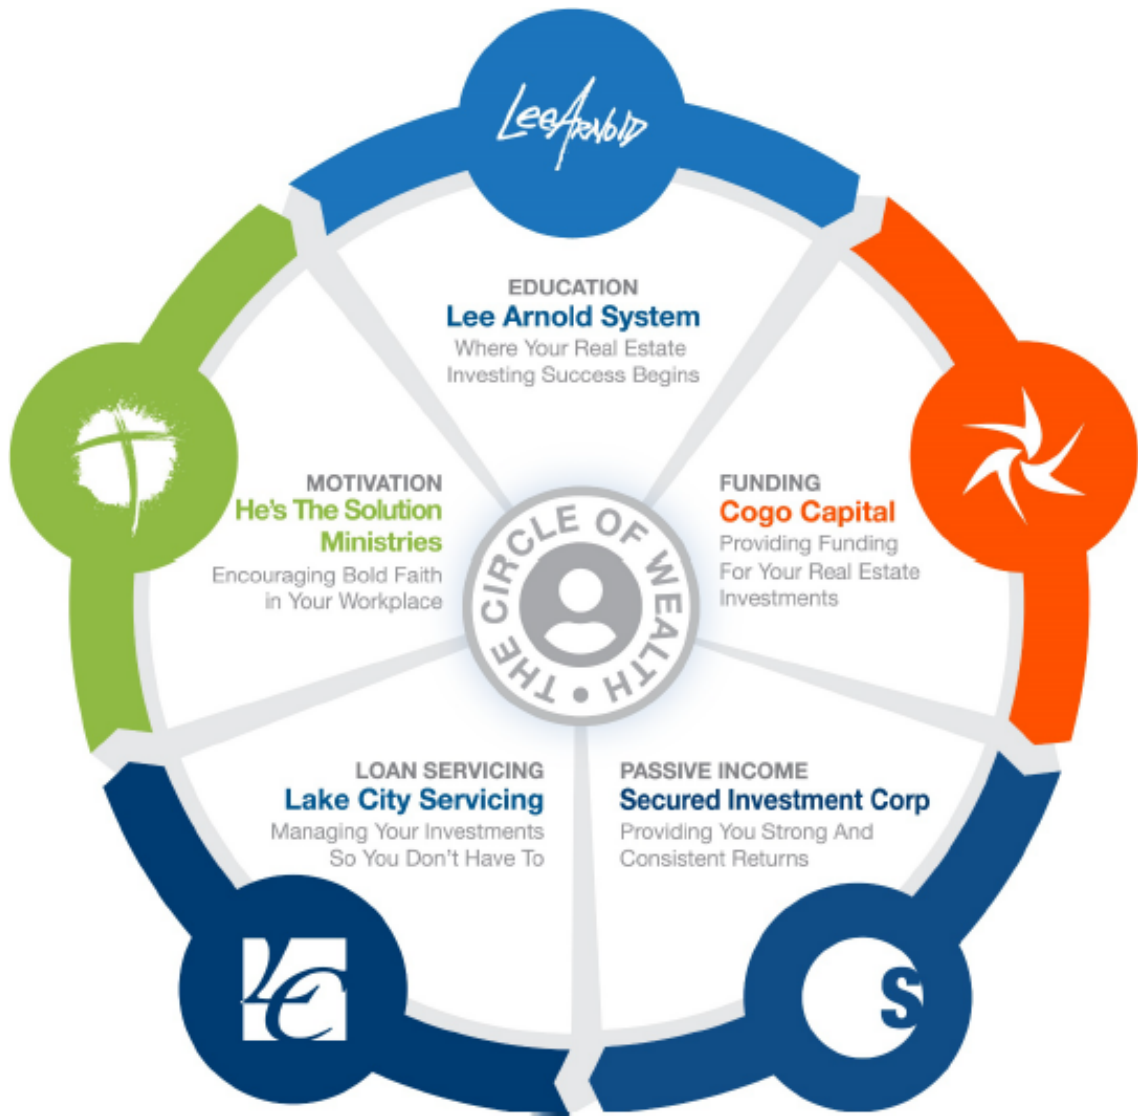 Lee Arnold
EDUCATION
Lee Arnold System
Where Your Real Estate
Investing Success Begins
FUNDING
Cogo Capital
Providing Funding
For Your Real Estate
Investments
PASSIVE INCOME
Secured Investment Corp
Providing You Strong And
Consistent Returns
S
LOAN SERVICING
Lake City Servicing
Managing Your Investments
So You Don't Have To
LC
MOTIVATION
He's The Solution
Ministries
Encouraging Bold Faith
in Your Workplace
THE CIRCLE OF WEALTH •